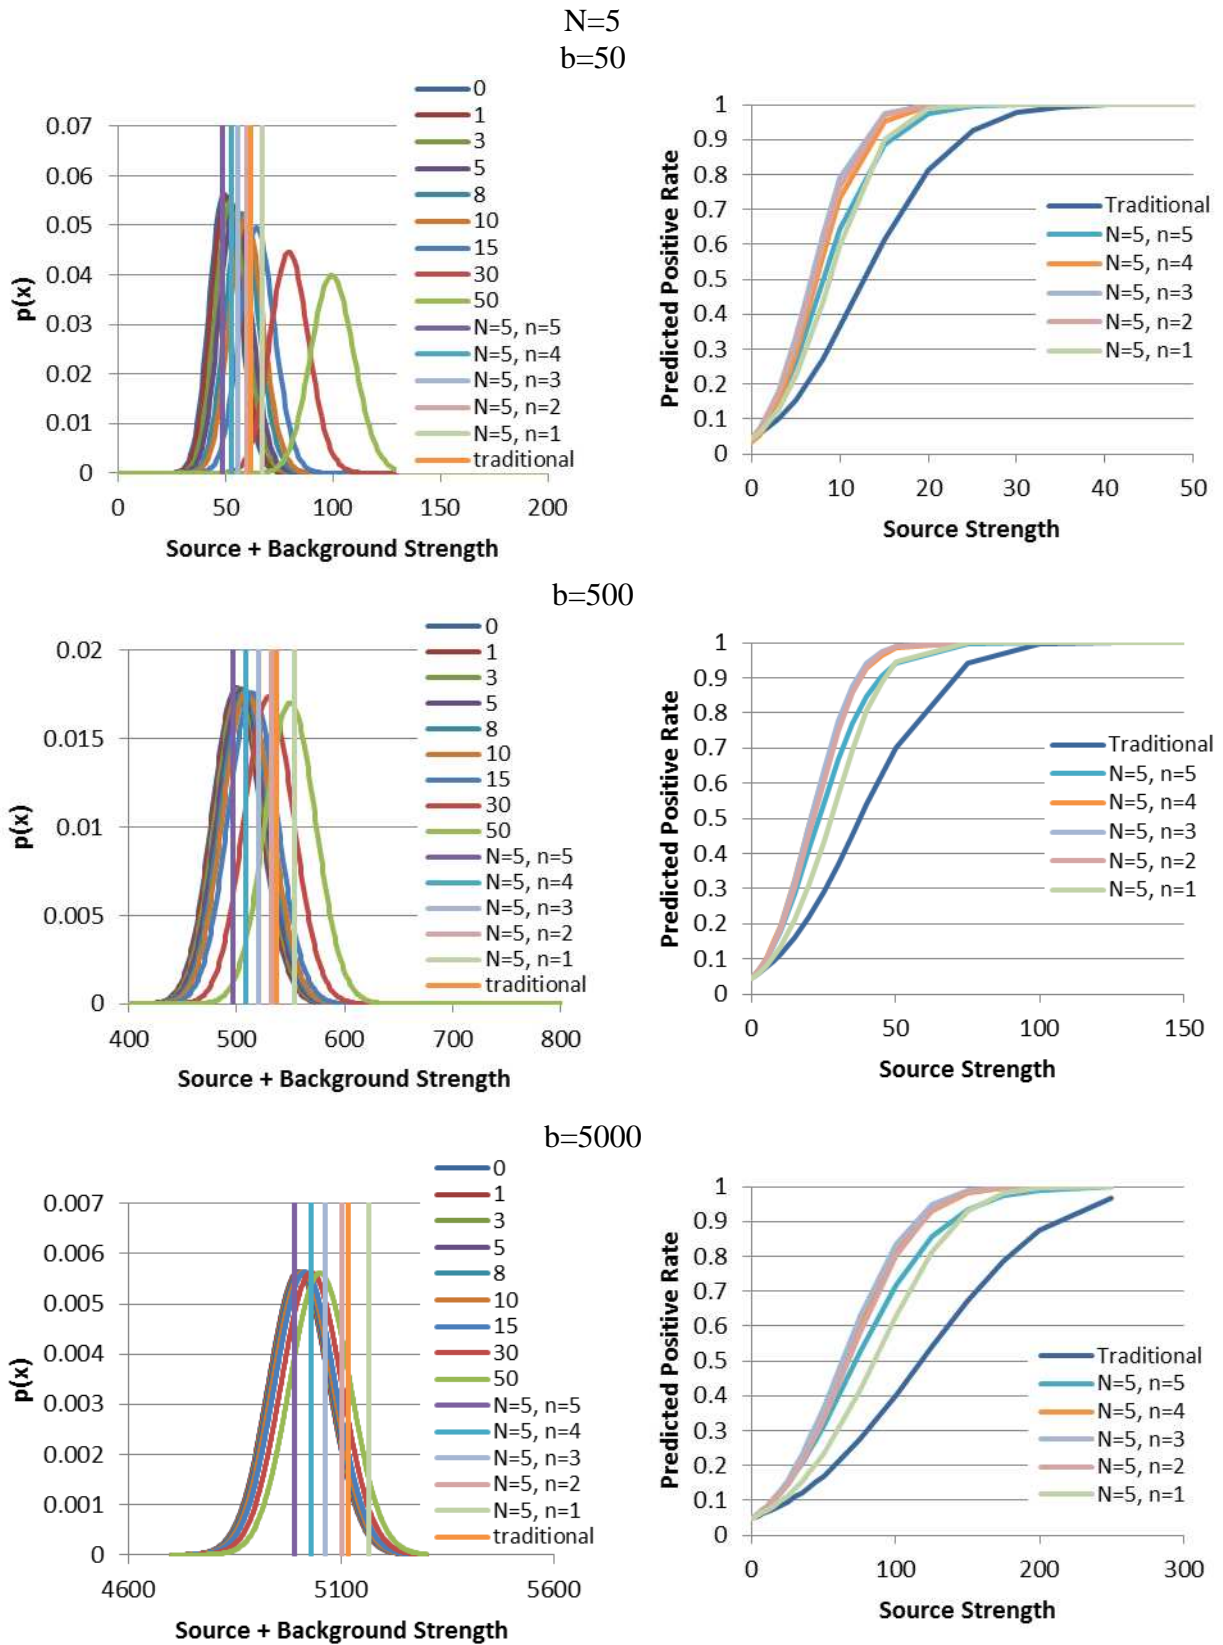 N=5
b=50
0
1
3
5
8
10
15
30
50
N=5, n=5
N=5, n=4
N=5, n=3
N=5, n=2
N=5, n=1
traditional
0.07
0.06
0.05
0.04
0.03
0.02
0.01
0
p(x)
0 50 100 150 200
Source + Background Strength
1
0.9
0.8
0.7
0.6
0.5
0.4
0.3
0.2
0.1
0
Predicted Positive Rate
Traditional
N=5, n=5
N=5, n=4
N=5, n=3
N=5, n=2
N=5, n=1
0 10 20 30 40 50
Source Strength
b=500
0
1
3
5
8
10
15
30
50
N=5, n=5
N=5, n=4
N=5, n=3
N=5, n=2
N=5, n=1
traditional
0.02
0.015
0.01
0.005
0
p(x)
400 500 600 700 800
Source + Background Strength
1
0.9
0.8
0.7
0.6
0.5
0.4
0.3
0.2
0.1
0
Predicted Positive Rate
Traditional
N=5, n=5
N=5, n=4
N=5, n=3
N=5, n=2
N=5, n=1
0 50 100 150
Source Strength
b=5000
0
1
3
5
8
10
15
30
50
N=5, n=5
N=5, n=4
N=5, n=3
N=5, n=2
N=5, n=1
traditional
0.007
0.006
0.005
0.004
0.003
0.002
0.001
0
p(x)
4600 5100 5600
Source + Background Strength
1
0.9
0.8
0.7
0.6
0.5
0.4
0.3
0.2
0.1
0
Predicted Positive Rate
Traditional
N=5, n=5
N=5, n=4
N=5, n=3
N=5, n=2
N=5, n=1
0 100 200 300
Source Strength